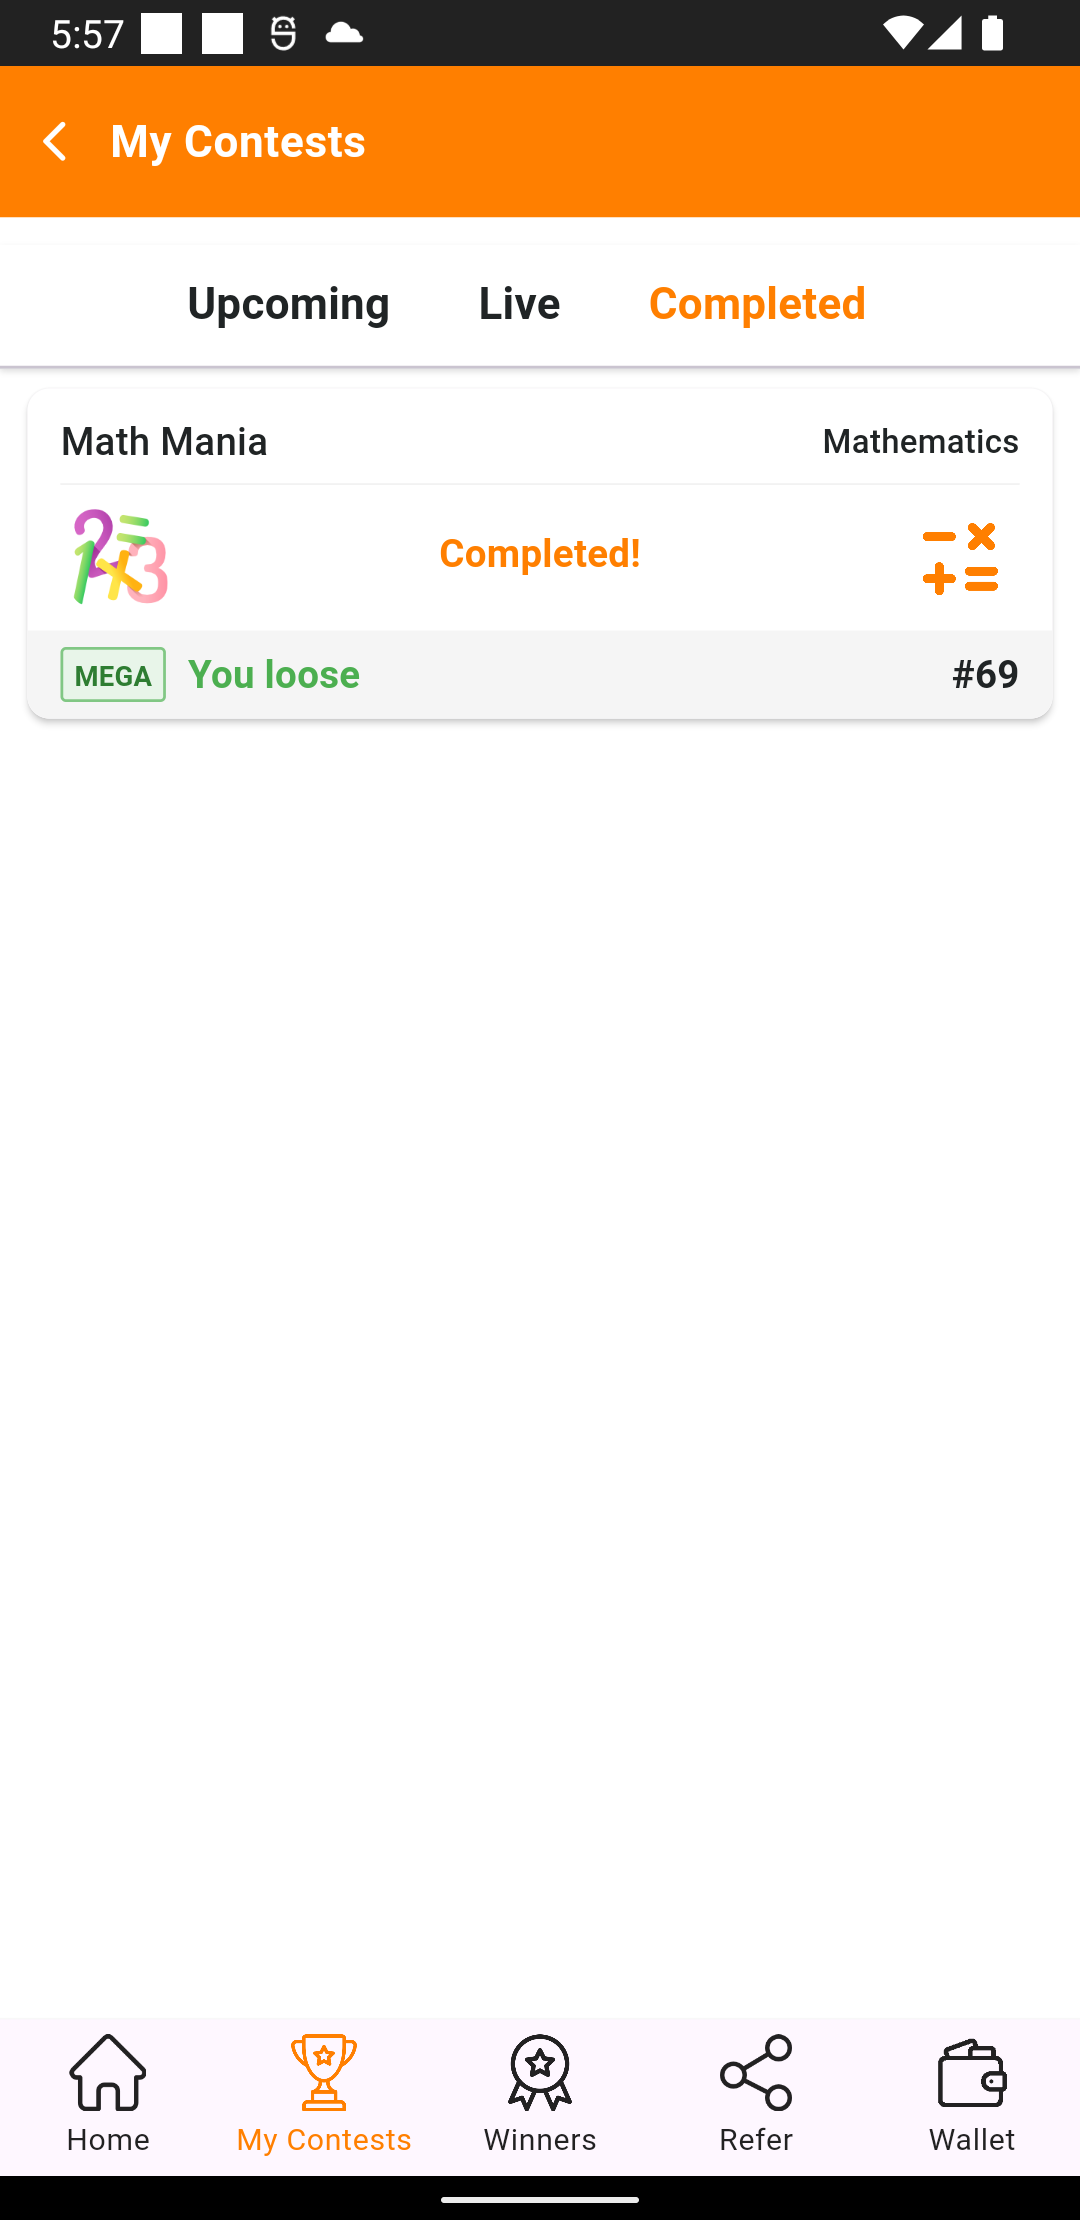 5:57
My Contests
Upcoming Live Completed
Math Mania Mathematics
Completed!
MEGA You loose #69
Home My Contests Winners Refer Wallet